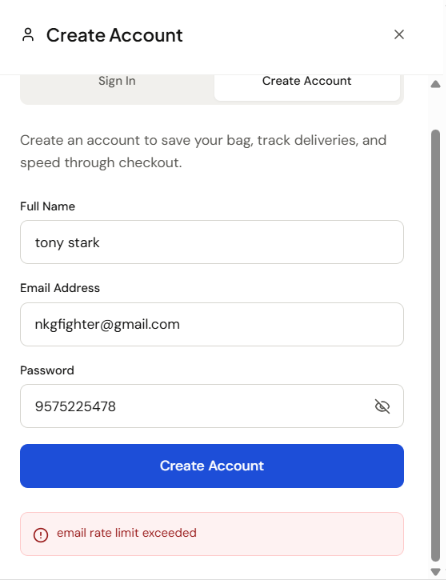 Create Account
Sign In
Create Account
Create an account to save your bag, track deliveries, and
speed through checkout.
Full Name
tony stark
Email Address
nkgfighter@gmail.com
Password
9575225478
Create Account
email rate limit exceeded